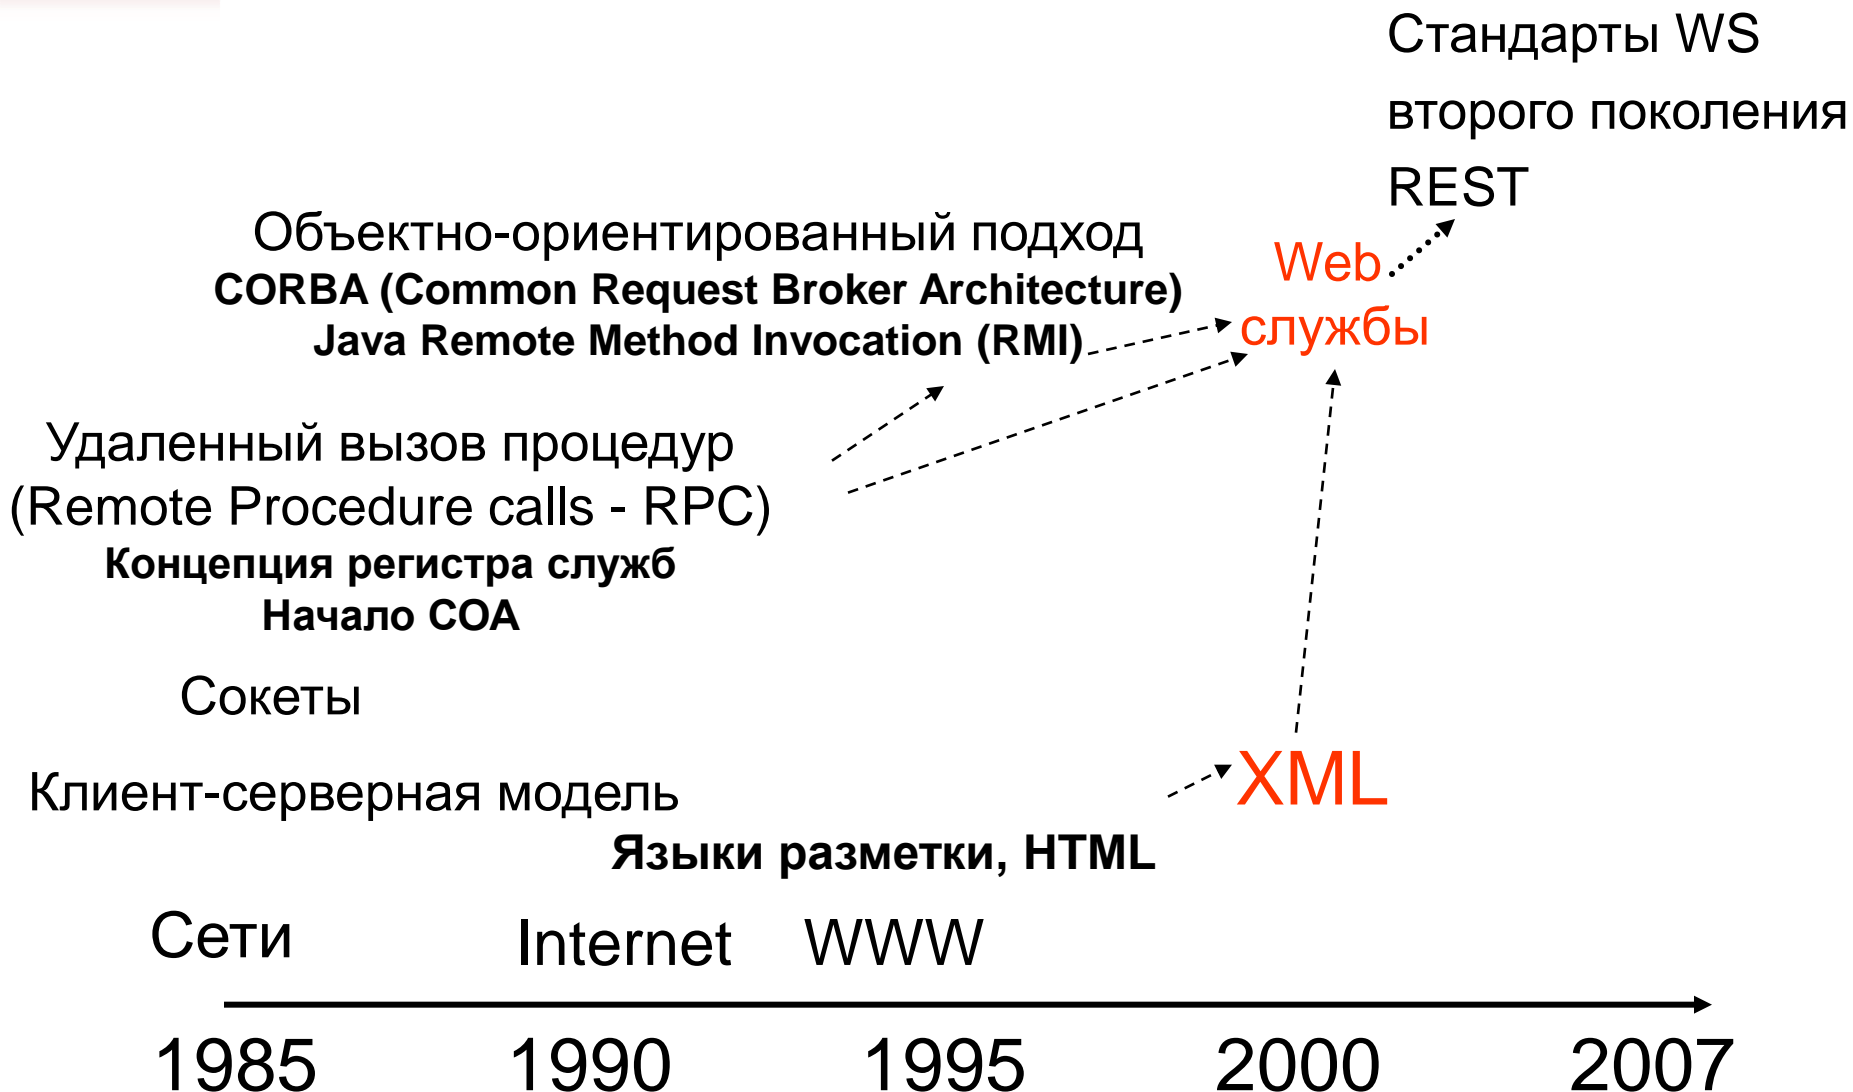 Стандарты WS
второго поколения
REST
Объектно-ориентированный подход
CORBA (Common Request Broker Architecture)
Java Remote Method Invocation (RMI)
Web
службы
Удаленный вызов процедур
(Remote Procedure calls - RPC)
Концепция регистра служб
Начало СОА
Сокеты
Клиент-серверная модель
XML
Языки разметки, HTML
Сети
Internet
WWW
1985
1990
1995
2000
2007